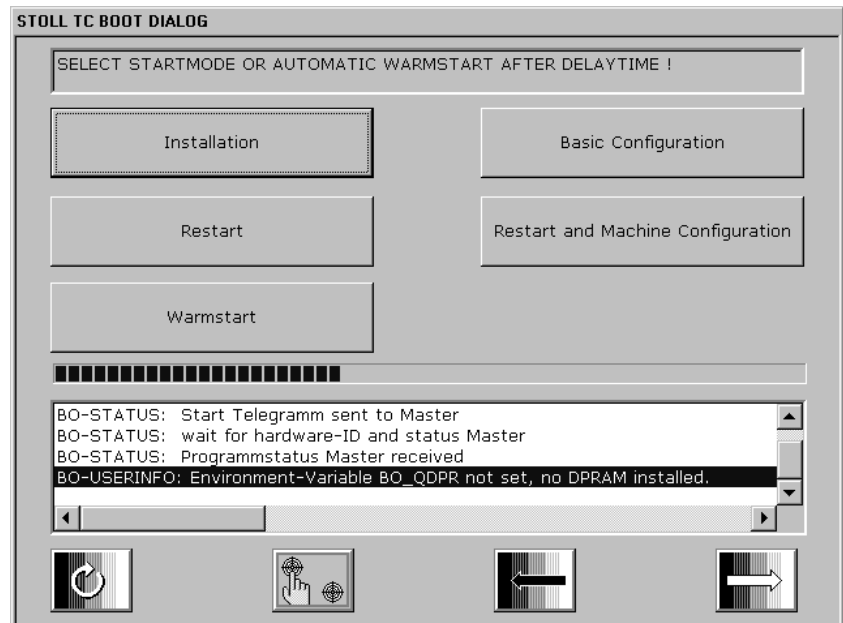 STOLL TC BOOT DIALOG
SELECT STARTMODE OR AUTOMATIC WARMSTART AFTER DELAYTIME !
Installation
Basic Configuration
Restart
Restart and Machine Configuration
Warmstart
BO-STATUS: Start Telegramm sent to Master
BO-STATUS: wait for hardware-ID and status Master
BO-STATUS: Programmstatus Master received
BO-USERINFO: Environment-Variable BO_QDPR not set, no DPRAM installed.